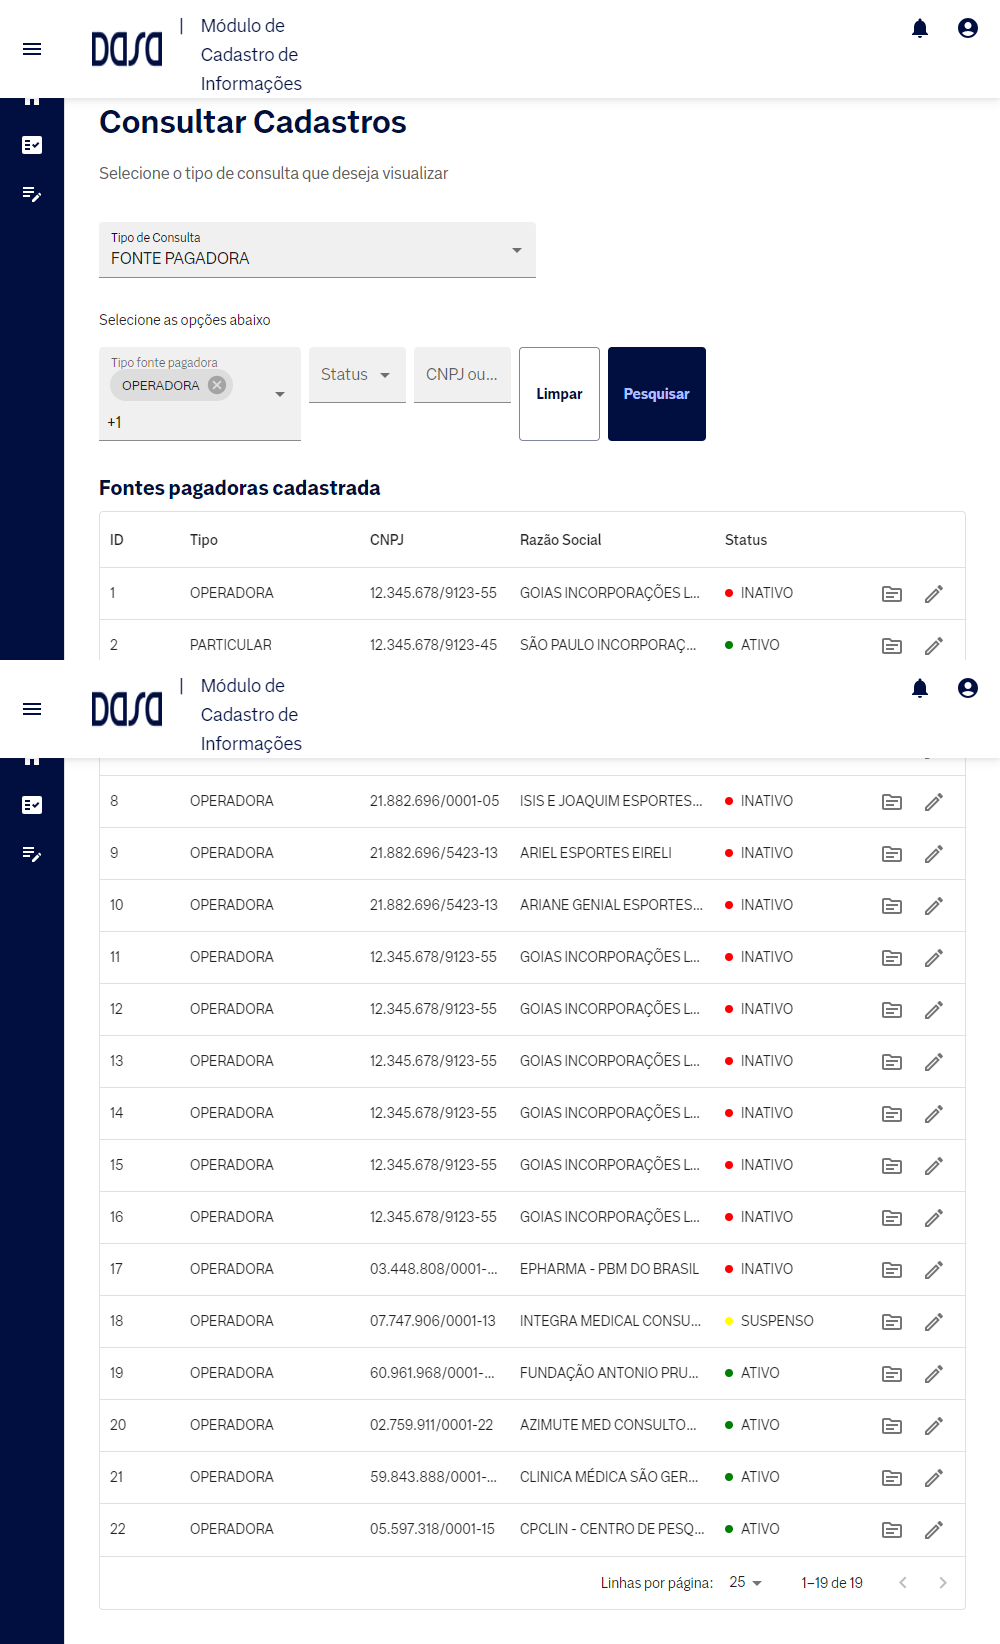 DASA | Módulo de
Cadastro de
Informações
Consultar Cadastros
Selecione o tipo de consulta que deseja visualizar
Tipo de Consulta
FONTE PAGADORA
Selecione as opções abaixo
Tipo fonte pagadora
OPERADORA
+1
Status
CNPJ ou...
Limpar
Pesquisar
Fontes pagadoras cadastrada
ID Tipo CNPJ Razão Social Status
1 OPERADORA 12.345.678/9123-55 GOIAS INCORPORAÇÕES L... INATIVO
2 PARTICULAR 12.345.678/9123-45 SÃO PAULO INCORPORAÇ... ATIVO
DASA | Módulo de
Cadastro de
Informações
8 OPERADORA 21.882.696/0001-05 ISIS E JOAQUIM ESPORTES... INATIVO
9 OPERADORA 21.882.696/5423-13 ARIEL ESPORTES EIRELI INATIVO
10 OPERADORA 21.882.696/5423-13 ARIANE GENIAL ESPORTES... INATIVO
11 OPERADORA 12.345.678/9123-55 GOIAS INCORPORAÇÕES L... INATIVO
12 OPERADORA 12.345.678/9123-55 GOIAS INCORPORAÇÕES L... INATIVO
13 OPERADORA 12.345.678/9123-55 GOIAS INCORPORAÇÕES L... INATIVO
14 OPERADORA 12.345.678/9123-55 GOIAS INCORPORAÇÕES L... INATIVO
15 OPERADORA 12.345.678/9123-55 GOIAS INCORPORAÇÕES L... INATIVO
16 OPERADORA 12.345.678/9123-55 GOIAS INCORPORAÇÕES L... INATIVO
17 OPERADORA 03.448.808/0001-... EPHARMA - PBM DO BRASIL INATIVO
18 OPERADORA 07.747.906/0001-13 INTEGRA MEDICAL CONSU... SUSPENSO
19 OPERADORA 60.961.968/0001-... FUNDAÇÃO ANTONIO PRU... ATIVO
20 OPERADORA 02.759.911/0001-22 AZIMUTE MED CONSULTO... ATIVO
21 OPERADORA 59.843.888/0001-... CLINICA MÉDICA SÃO GER... ATIVO
22 OPERADORA 05.597.318/0001-15 CPCLIN - CENTRO DE PESQ... ATIVO
Linhas por página: 25 1–19 de 19